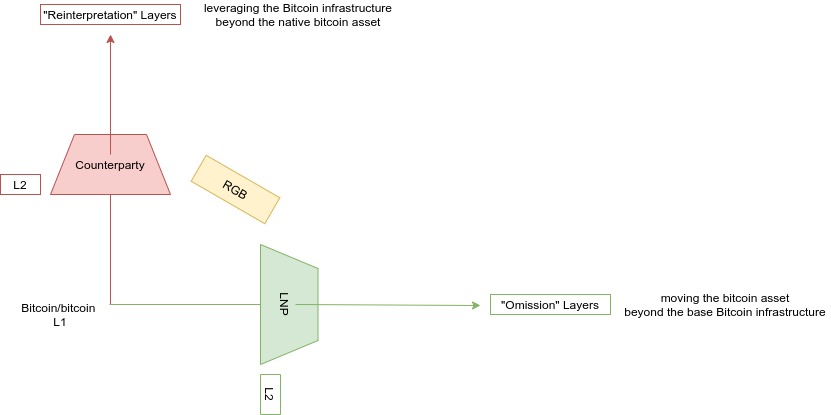 "Reinterpretation" Layers
leveraging the Bitcoin infrastructure
beyond the native bitcoin asset
Counterparty
L2
RGB
LNP
Bitcoin/bitcoin
L1
"Omission" Layers
moving the bitcoin asset
beyond the base Bitcoin infrastructure
L2